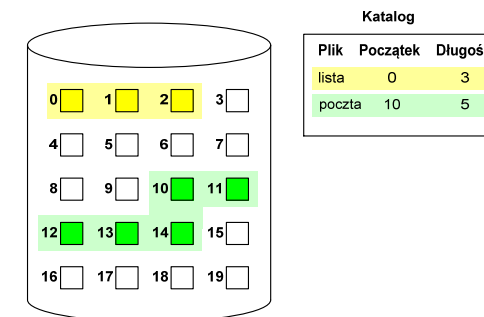 Katalog
Plik Początek Długoś
lista 0 3
poczta 10 5
0 1 2 3
4 5 6 7
8 9 10 11
12 13 14 15
16 17 18 19